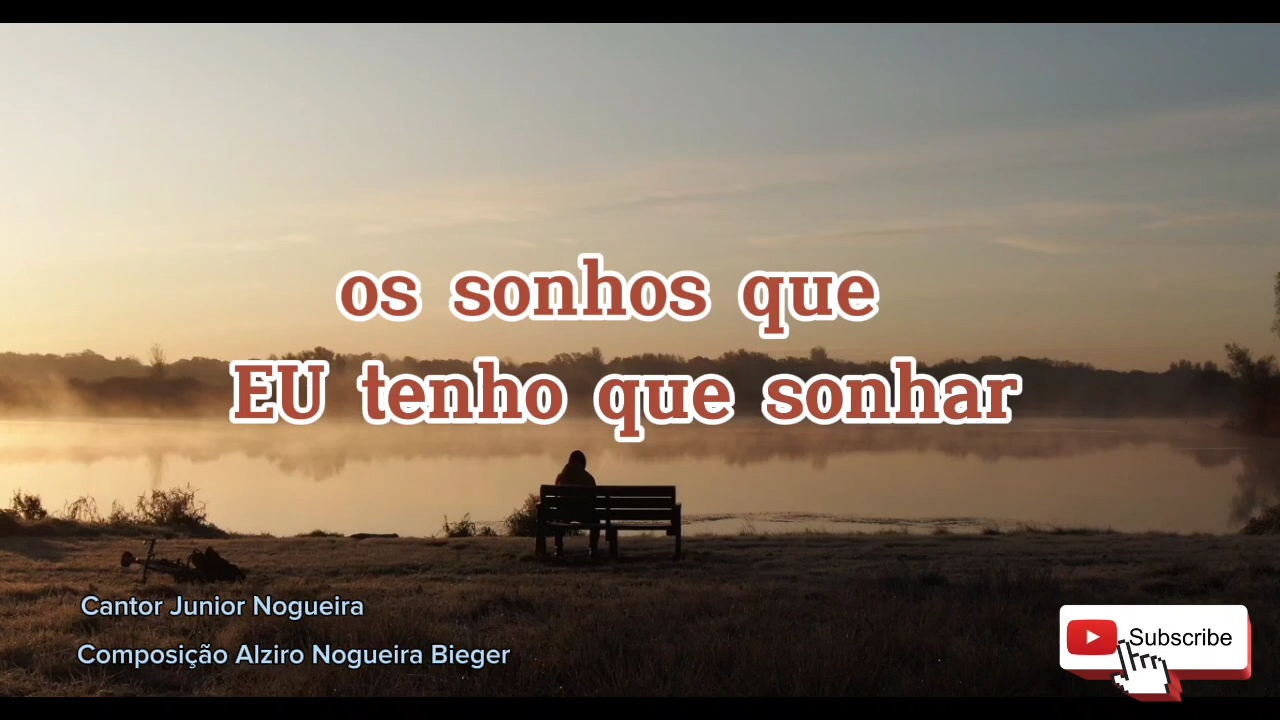 os sonhos que
EU tenho que sonhar
Cantor Junior Nogueira
Composição Alziro Nogueira Bieger
Subscribe